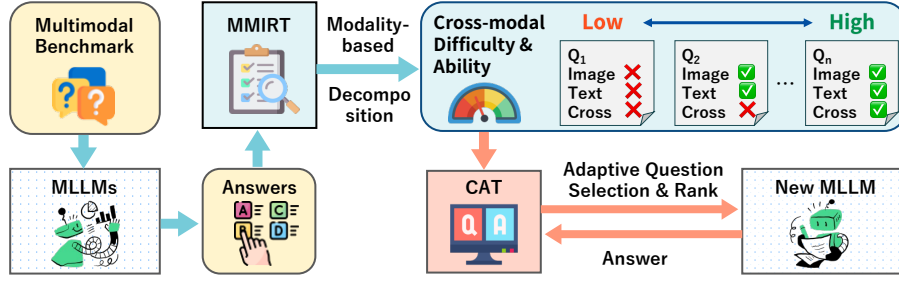 Multimodal
Benchmark
MMIRT
Modality-
based
Decompo
sition
Cross-modal
Difficulty &
Ability
Low
High
Q1
Image ❌
Text ❌
Cross ❌
Q2
Image ✅
Text ✅
Cross ❌
...
Qn
Image ✅
Text ✅
Cross ✅
MLLMs
Answers
A
C
B
D
CAT
Q A
Adaptive Question
Selection & Rank
Answer
New MLLM